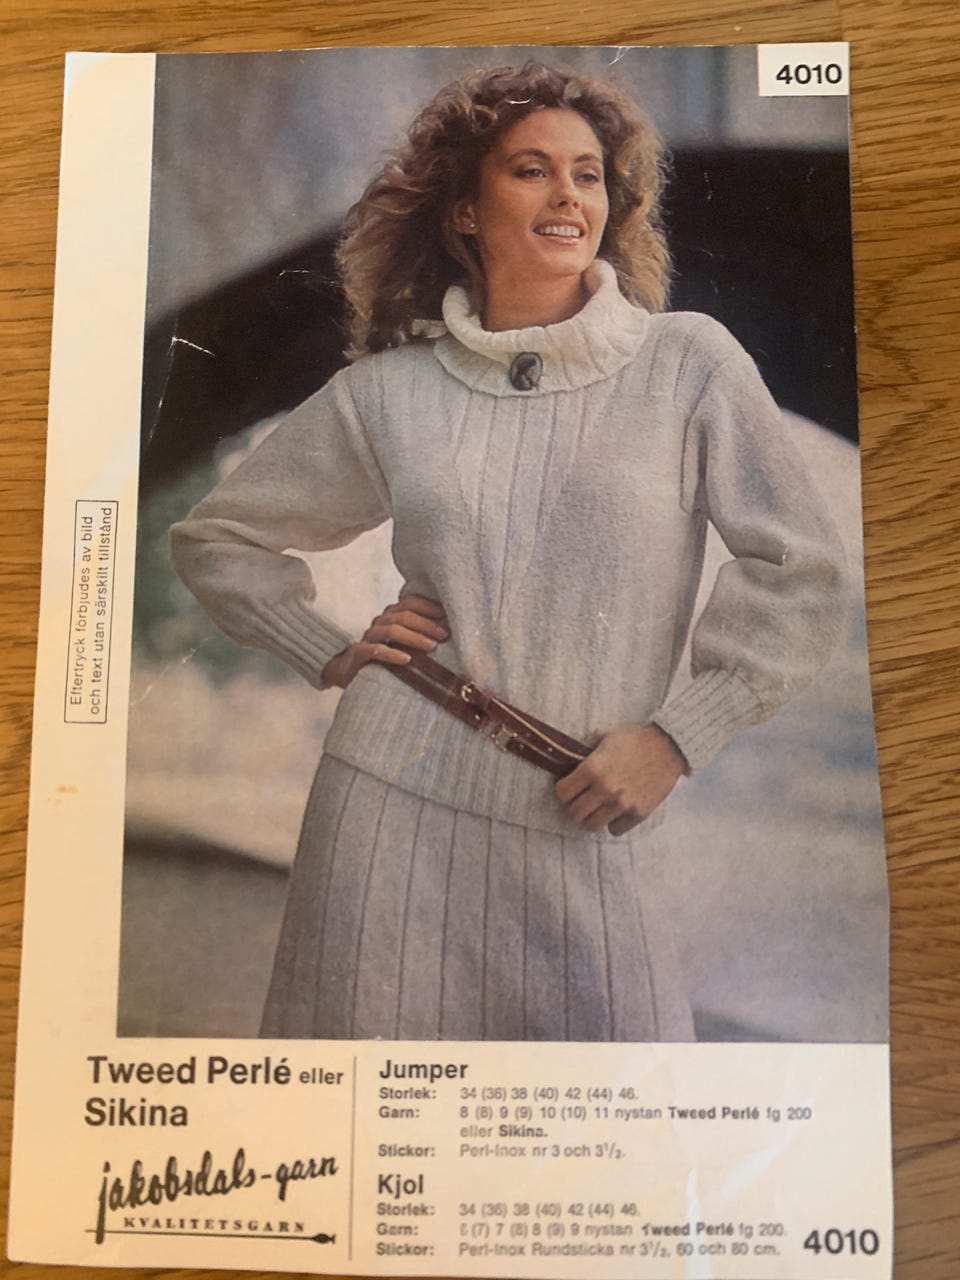 4010
Eftertryck förbjudes av bild
och text utan särskilt tillstånd
Tweed Perlé eller
Sikina
jakobsdals-garn
KVALITETSGARN
Jumper
Storlek: 34 (36) 38 (40) 42 (44) 46.
Garn: 8 (8) 9 (9) 10 (10) 11 nystan Tweed Perlé fg 200
eller Sikina.
Stickor: Perl-Inox nr 3 och 3½.
Kjol
Storlek: 34 (36) 38 (40) 42 (44) 46.
Garn: (7) 7 (8) 8 (9) 9 nystan Tweed Perlé fg 200.
Stickor: Perl-Inox Rundsticka nr 3½, 60 och 80 cm.
4010